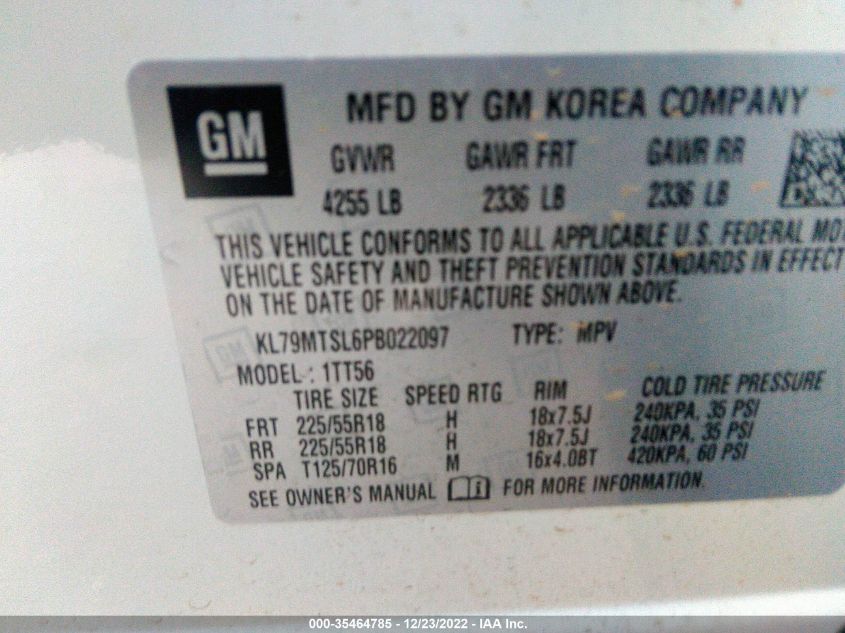 GM
MFD BY GM KOREA COMPANY
GVWR GAWR FRT GAWR RR
4255 LB 2336 LB 2336 LB
THIS VEHICLE CONFORMS TO ALL APPLICABLE U.S. FEDERAL MOT
VEHICLE SAFETY AND THEFT PREVENTION STANDARDS IN EFFECT
ON THE DATE OF MANUFACTURE SHOWN ABOVE.
KL79MTSL6PB022097 TYPE: MPV
MODEL: 1TT56
TIRE SIZE SPEED RTG RIM COLD TIRE PRESSURE
FRT 225/55R18 H 18x7.5J 240KPA, 35 PSI
RR 225/55R18 H 18x7.5J 240KPA, 35 PSI
SPA T125/70R16 M 16x4.0BT 420KPA, 60 PSI
SEE OWNER'S MANUAL i FOR MORE INFORMATION.
000-35464785 - 12/23/2022 - IAA Inc.